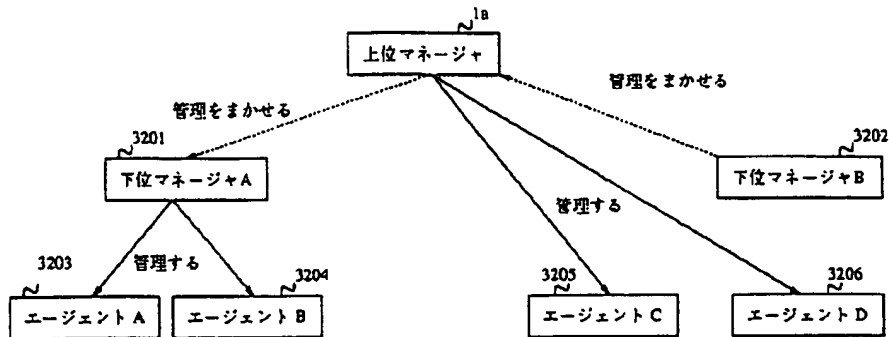 1a
上位マネージャ
管理をまかせる
管理をまかせる
3201
3202
下位マネージャA
下位マネージャB
管理する
管理する
3203
3204
3205
3206
エージェントA
エージェントB
エージェントC
エージェントD